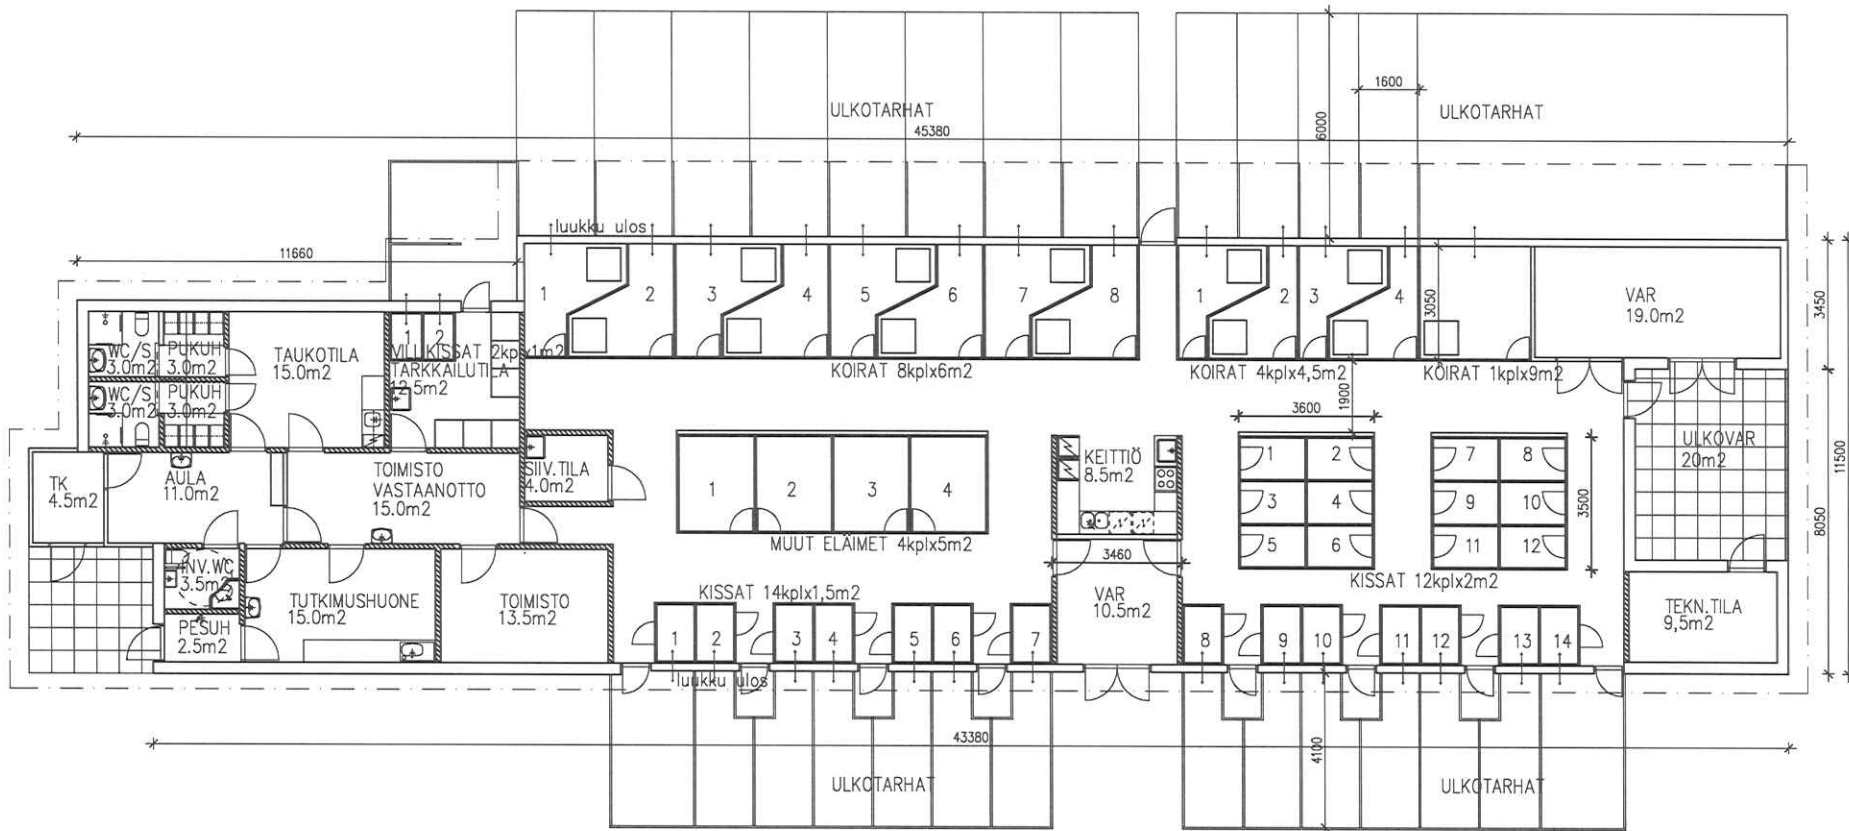 ULKOTARHAT
1600
ULKOTARHAT
45380
6000
luukku ulos
11660
1
2
3
4
5
6
7
8
1
2
3
4
3050
VAR
19.0m2
3450
WC/S
3.0m2
PUKUH
3.0m2
TAUKOTILA
15.0m2
1
2
VILLIKISSAT 2kplx1m2
TARKKAILUTILA
12.5m2
KOIRAT 8kplx6m2
KOIRAT 4kplx4,5m2
KOIRAT 1kplx9m2
WC/S
3.0m2
PUKUH
3.0m2
1900
3600
TK
4.5m2
AULA
11.0m2
TOIMISTO
VASTAANOTTO
15.0m2
SIIV.TILA
4.0m2
1
2
3
4
MUUT ELÄIMET 4kplx5m2
KEITTIÖ
8.5m2
1
2
3
4
5
6
7
8
9
10
11
12
3500
KISSAT 12kplx2m2
ULKOVAR
20m2
11500
8050
INV.WC
3.5m2
TUTKIMUSHUONE
15.0m2
TOIMISTO
13.5m2
KISSAT 14kplx1,5m2
3460
VAR
10.5m2
TEKN.TILA
9,5m2
PESUH
2.5m2
1
2
3
4
5
6
7
8
9
10
11
12
13
14
luukku ulos
43380
4100
ULKOTARHAT
ULKOTARHAT